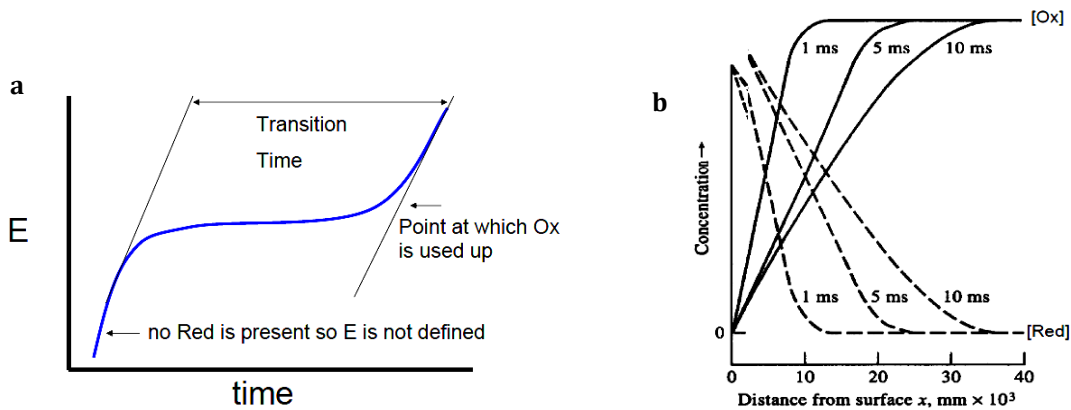 a
Transition
Time
E
Point at which Ox
is used up
no Red is present so E is not defined
time
b
[Ox]
1 ms
5 ms
10 ms
Concentration→
1 ms
5 ms
10 ms
0
[Red]
0
10
20
30
40
Distance from surface x, mm × 10³